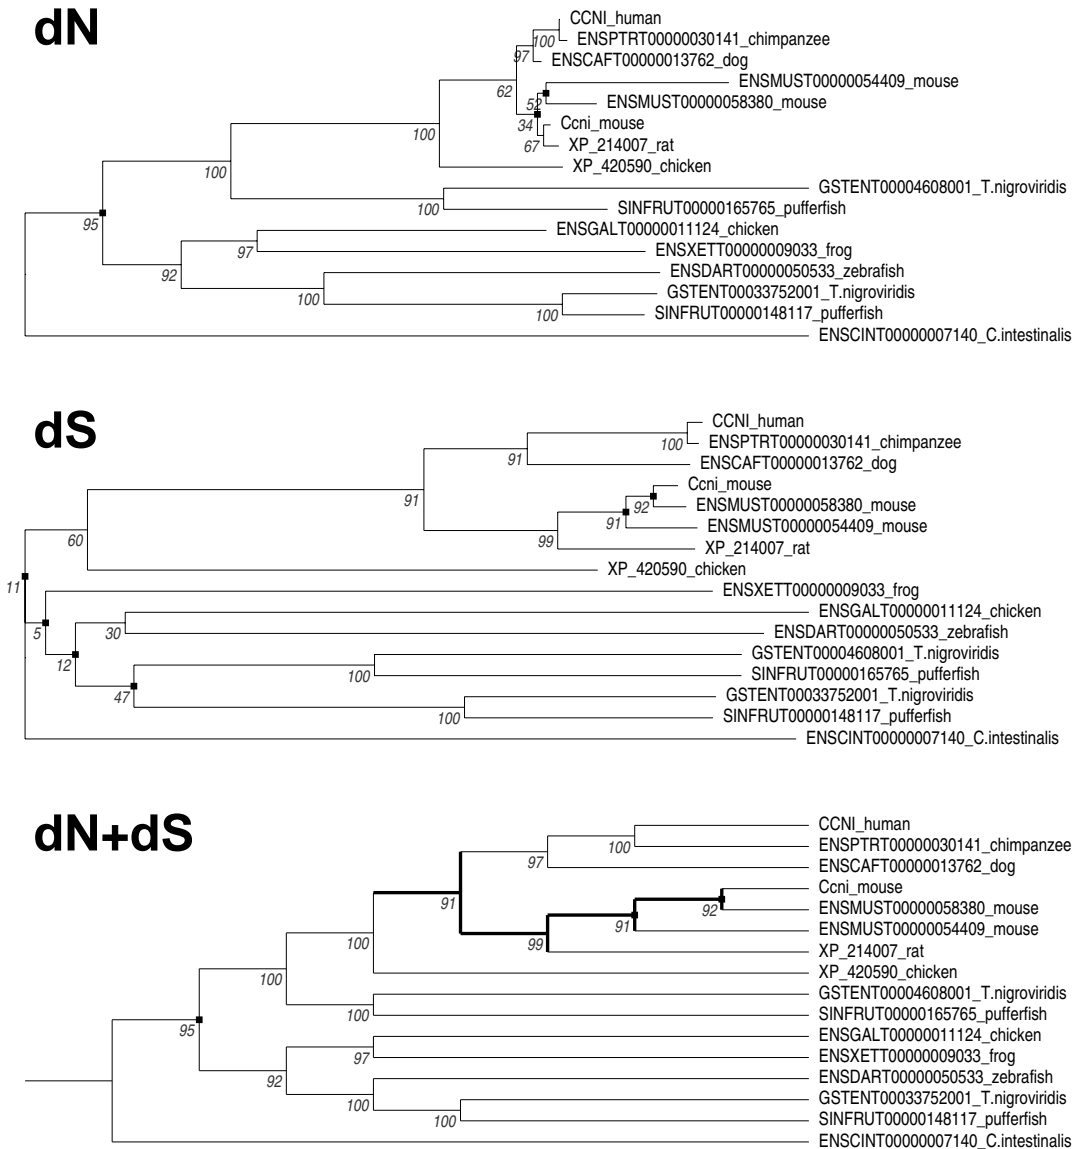 dN
CCNI_human
100
ENSPTRT00000030141_chimpanzee
97
ENSCAFT00000013762_dog
ENSMUST00000054409_mouse
62
52
ENSMUST00000058380_mouse
34
Ccni_mouse
100
67
XP_214007_rat
XP_420590_chicken
100
GSTENT00004608001_T.nigroviridis
100
SINFRUT00000165765_pufferfish
95
ENSGALT00000011124_chicken
97
ENSXETT00000009033_frog
92
ENSDART00000050533_zebrafish
100
GSTENT00033752001_T.nigroviridis
100
SINFRUT00000148117_pufferfish
ENSCINT00000007140_C.intestinalis
dS
CCNI_human
100
ENSPTRT00000030141_chimpanzee
91
ENSCAFT00000013762_dog
Ccni_mouse
91
92
ENSMUST00000058380_mouse
91
ENSMUST00000054409_mouse
60
99
XP_214007_rat
XP_420590_chicken
11
ENSXETT00000009033_frog
ENSGALT00000011124_chicken
5
30
ENSDART00000050533_zebrafish
12
GSTENT00004608001_T.nigroviridis
100
SINFRUT00000165765_pufferfish
47
GSTENT00033752001_T.nigroviridis
100
SINFRUT00000148117_pufferfish
ENSCINT00000007140_C.intestinalis
dN+dS
CCNI_human
100
ENSPTRT00000030141_chimpanzee
97
ENSCAFT00000013762_dog
Ccni_mouse
91
92
ENSMUST00000058380_mouse
91
ENSMUST00000054409_mouse
100
99
XP_214007_rat
XP_420590_chicken
100
GSTENT00004608001_T.nigroviridis
100
SINFRUT00000165765_pufferfish
95
ENSGALT00000011124_chicken
97
ENSXETT00000009033_frog
92
ENSDART00000050533_zebrafish
100
GSTENT00033752001_T.nigroviridis
100
SINFRUT00000148117_pufferfish
ENSCINT00000007140_C.intestinalis